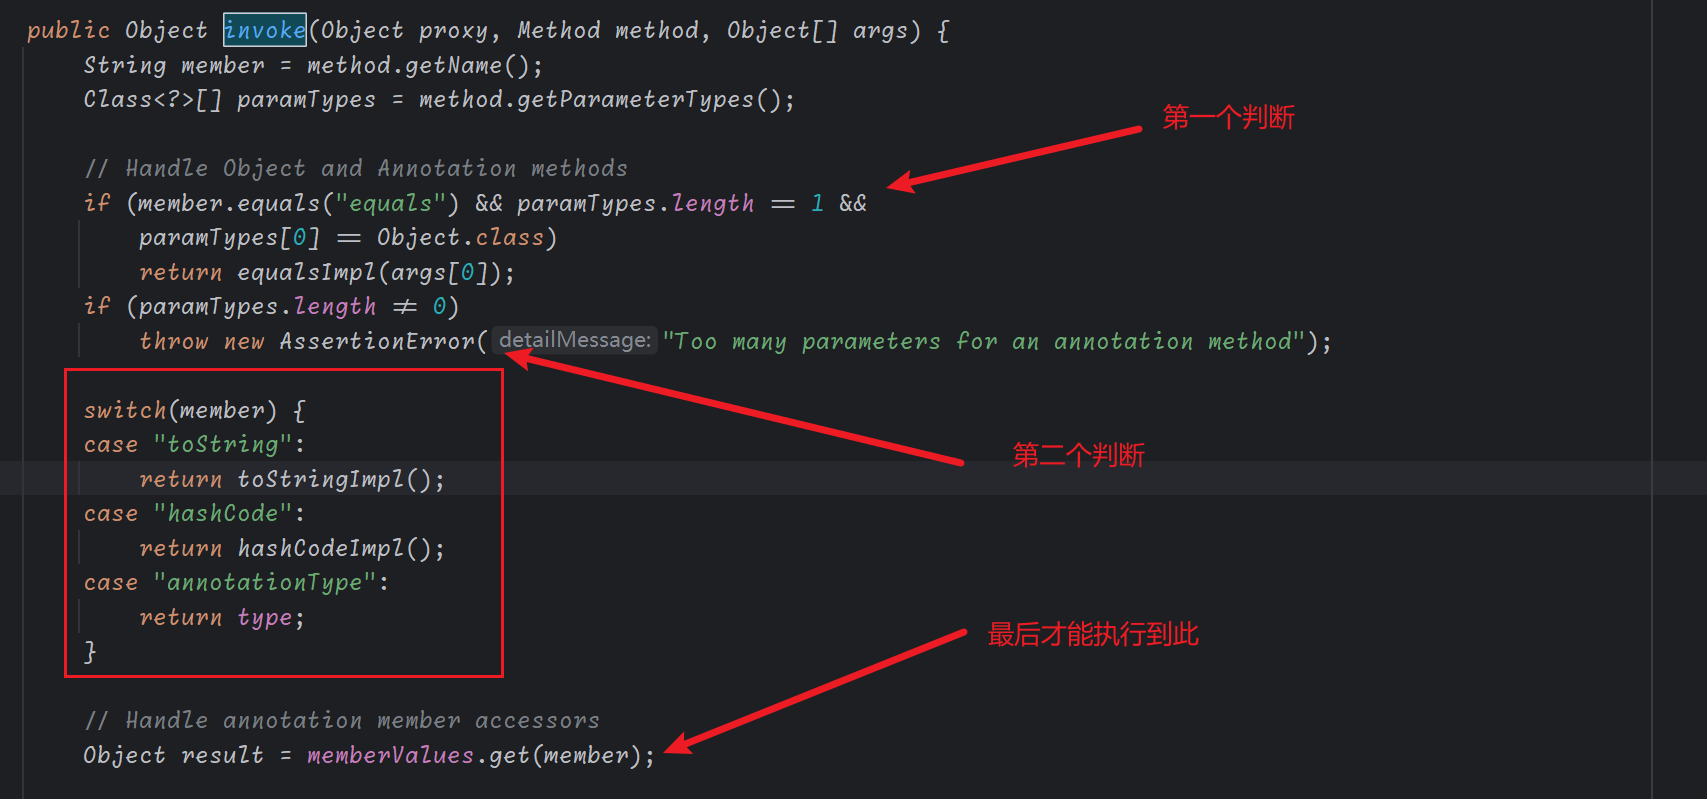 public Object invoke(Object proxy, Method method, Object[] args) {
String member = method.getName();
Class<?>[] paramTypes = method.getParameterTypes();
第一个判断
// Handle Object and Annotation methods
if (member.equals("equals") && paramTypes.length == 1 &&
paramTypes[0] == Object.class)
return equalsImpl(args[0]);
if (paramTypes.length != 0)
throw new AssertionError( detailMessage: "Too many parameters for an annotation method");
switch(member) {
case "toString":
第二个判断
return toStringImpl();
case "hashCode":
return hashCodeImpl();
case "annotationType":
return type;
最后才能执行到此
}
// Handle annotation member accessors
Object result = memberValues.get(member);